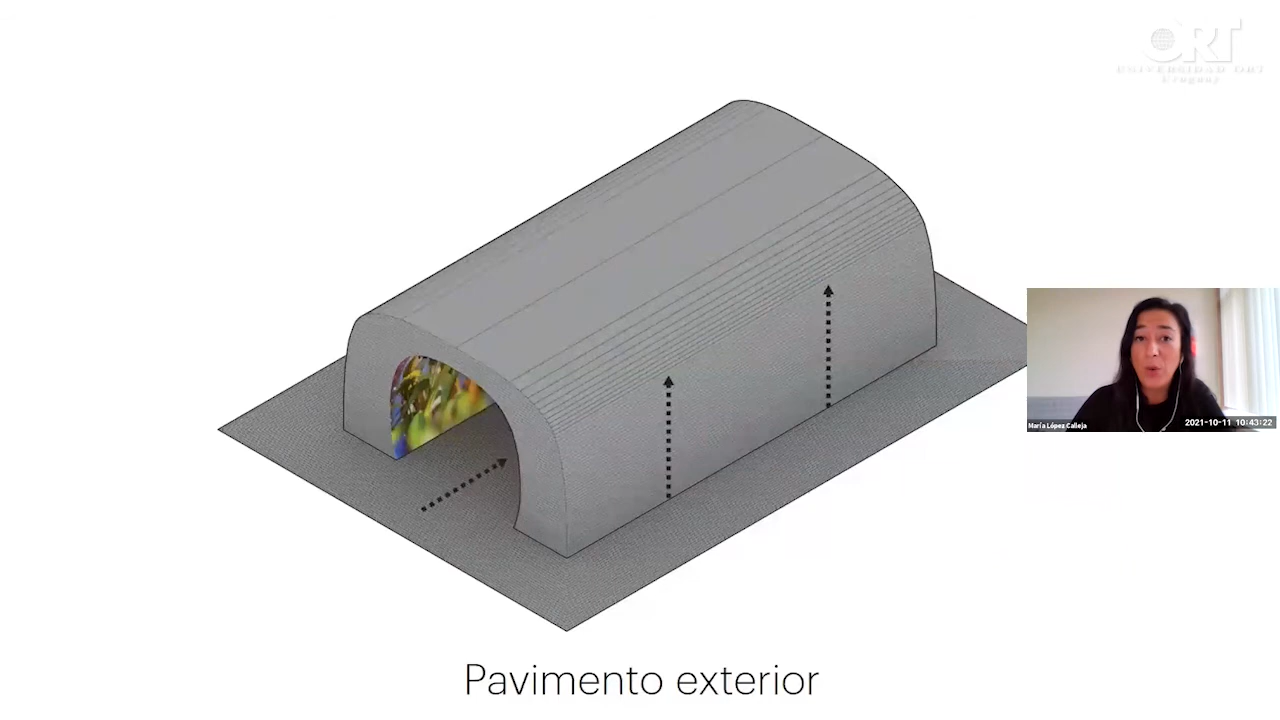 ORT
UNIVERSIDAD ORT
Uruguay
María López Calleja
2021-10-11 10:43:22
Pavimento exterior